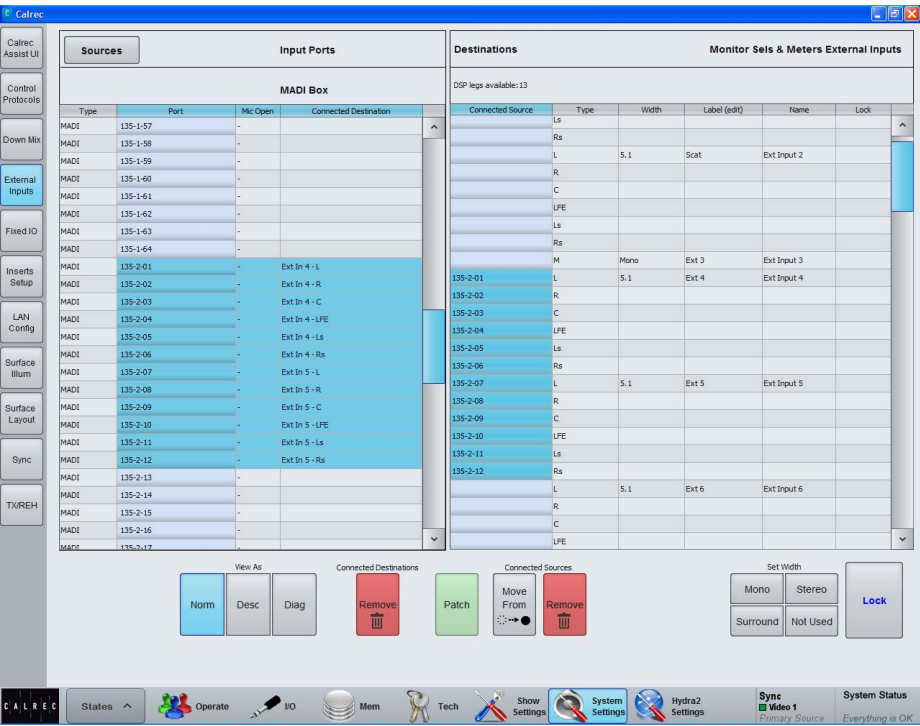 Calrec
Calrec
Assist UI
Control
Protocols
Down Mix
External
Inputs
Fixed IO
Inserts
Setup
LAN
Config
Surface
Illum
Surface
Layout
Sync
TX/REH
Sources
Input Ports
MADI Box
Type Port Mic Open Connected Destination
MADI 135-1-57 -
MADI 135-1-58 -
MADI 135-1-59 -
MADI 135-1-60 -
MADI 135-1-61 -
MADI 135-1-62 -
MADI 135-1-63 -
MADI 135-1-64 -
MADI 135-2-01 - Ext In 4 - L
MADI 135-2-02 - Ext In 4 - R
MADI 135-2-03 - Ext In 4 - C
MADI 135-2-04 - Ext In 4 - LFE
MADI 135-2-05 - Ext In 4 - Ls
MADI 135-2-06 - Ext In 4 - Rs
MADI 135-2-07 - Ext In 5 - L
MADI 135-2-08 - Ext In 5 - R
MADI 135-2-09 - Ext In 5 - C
MADI 135-2-10 - Ext In 5 - LFE
MADI 135-2-11 - Ext In 5 - Ls
MADI 135-2-12 - Ext In 5 - Rs
MADI 135-2-13 -
MADI 135-2-14 -
MADI 135-2-15 -
MADI 135-2-16 -
MADI 135-2-17
Destinations Monitor Sels & Meters External Inputs
DSP legs available:13
Connected Source Type Width Label (edit) Name Lock
Ls
Rs
L 5.1 Scat Ext Input 2
R
C
LFE
Ls
Rs
M Mono Ext 3 Ext Input 3
135-2-01 L 5.1 Ext 4 Ext Input 4
135-2-02 R
135-2-03 C
135-2-04 LFE
135-2-05 Ls
135-2-06 Rs
135-2-07 L 5.1 Ext 5 Ext Input 5
135-2-08 R
135-2-09 C
135-2-10 LFE
135-2-11 Ls
135-2-12 Rs
L 5.1 Ext 6 Ext Input 6
R
C
LFE
View As
Norm Desc Diag
Connected Destinations
Remove
Patch
Connected Sources
Move
From
Remove
Set Width
Mono Stereo
Surround Not Used
Lock
CALREC
States
Operate
I/O
Mem
Tech
Show
Settings
System
Settings
Hydra2
Settings
Sync
Video 1
Primary Source
System Status
Everything is OK